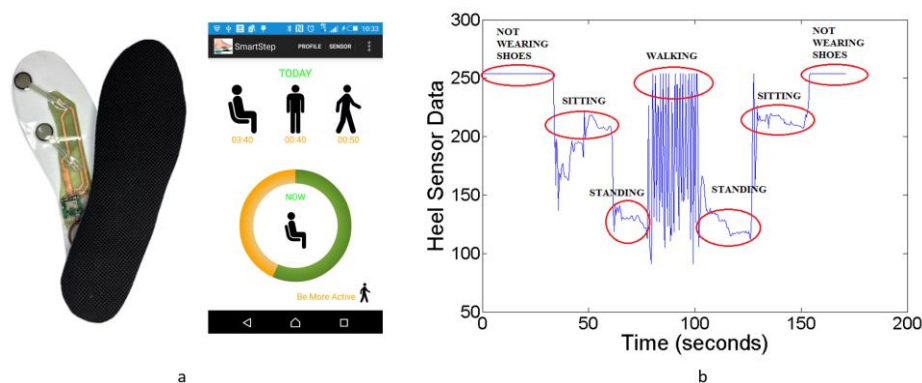 10:33
SmartStep PROFILE SENSOR
TODAY
03:40 00:40 00:50
NOW
Be More Active
a
300
250
200
150
100
50
Heel Sensor Data
NOT
WEARING
SHOES
SITTING
STANDING
WALKING
STANDING
SITTING
NOT
WEARING
SHOES
0 50 100 150 200
Time (seconds)
b